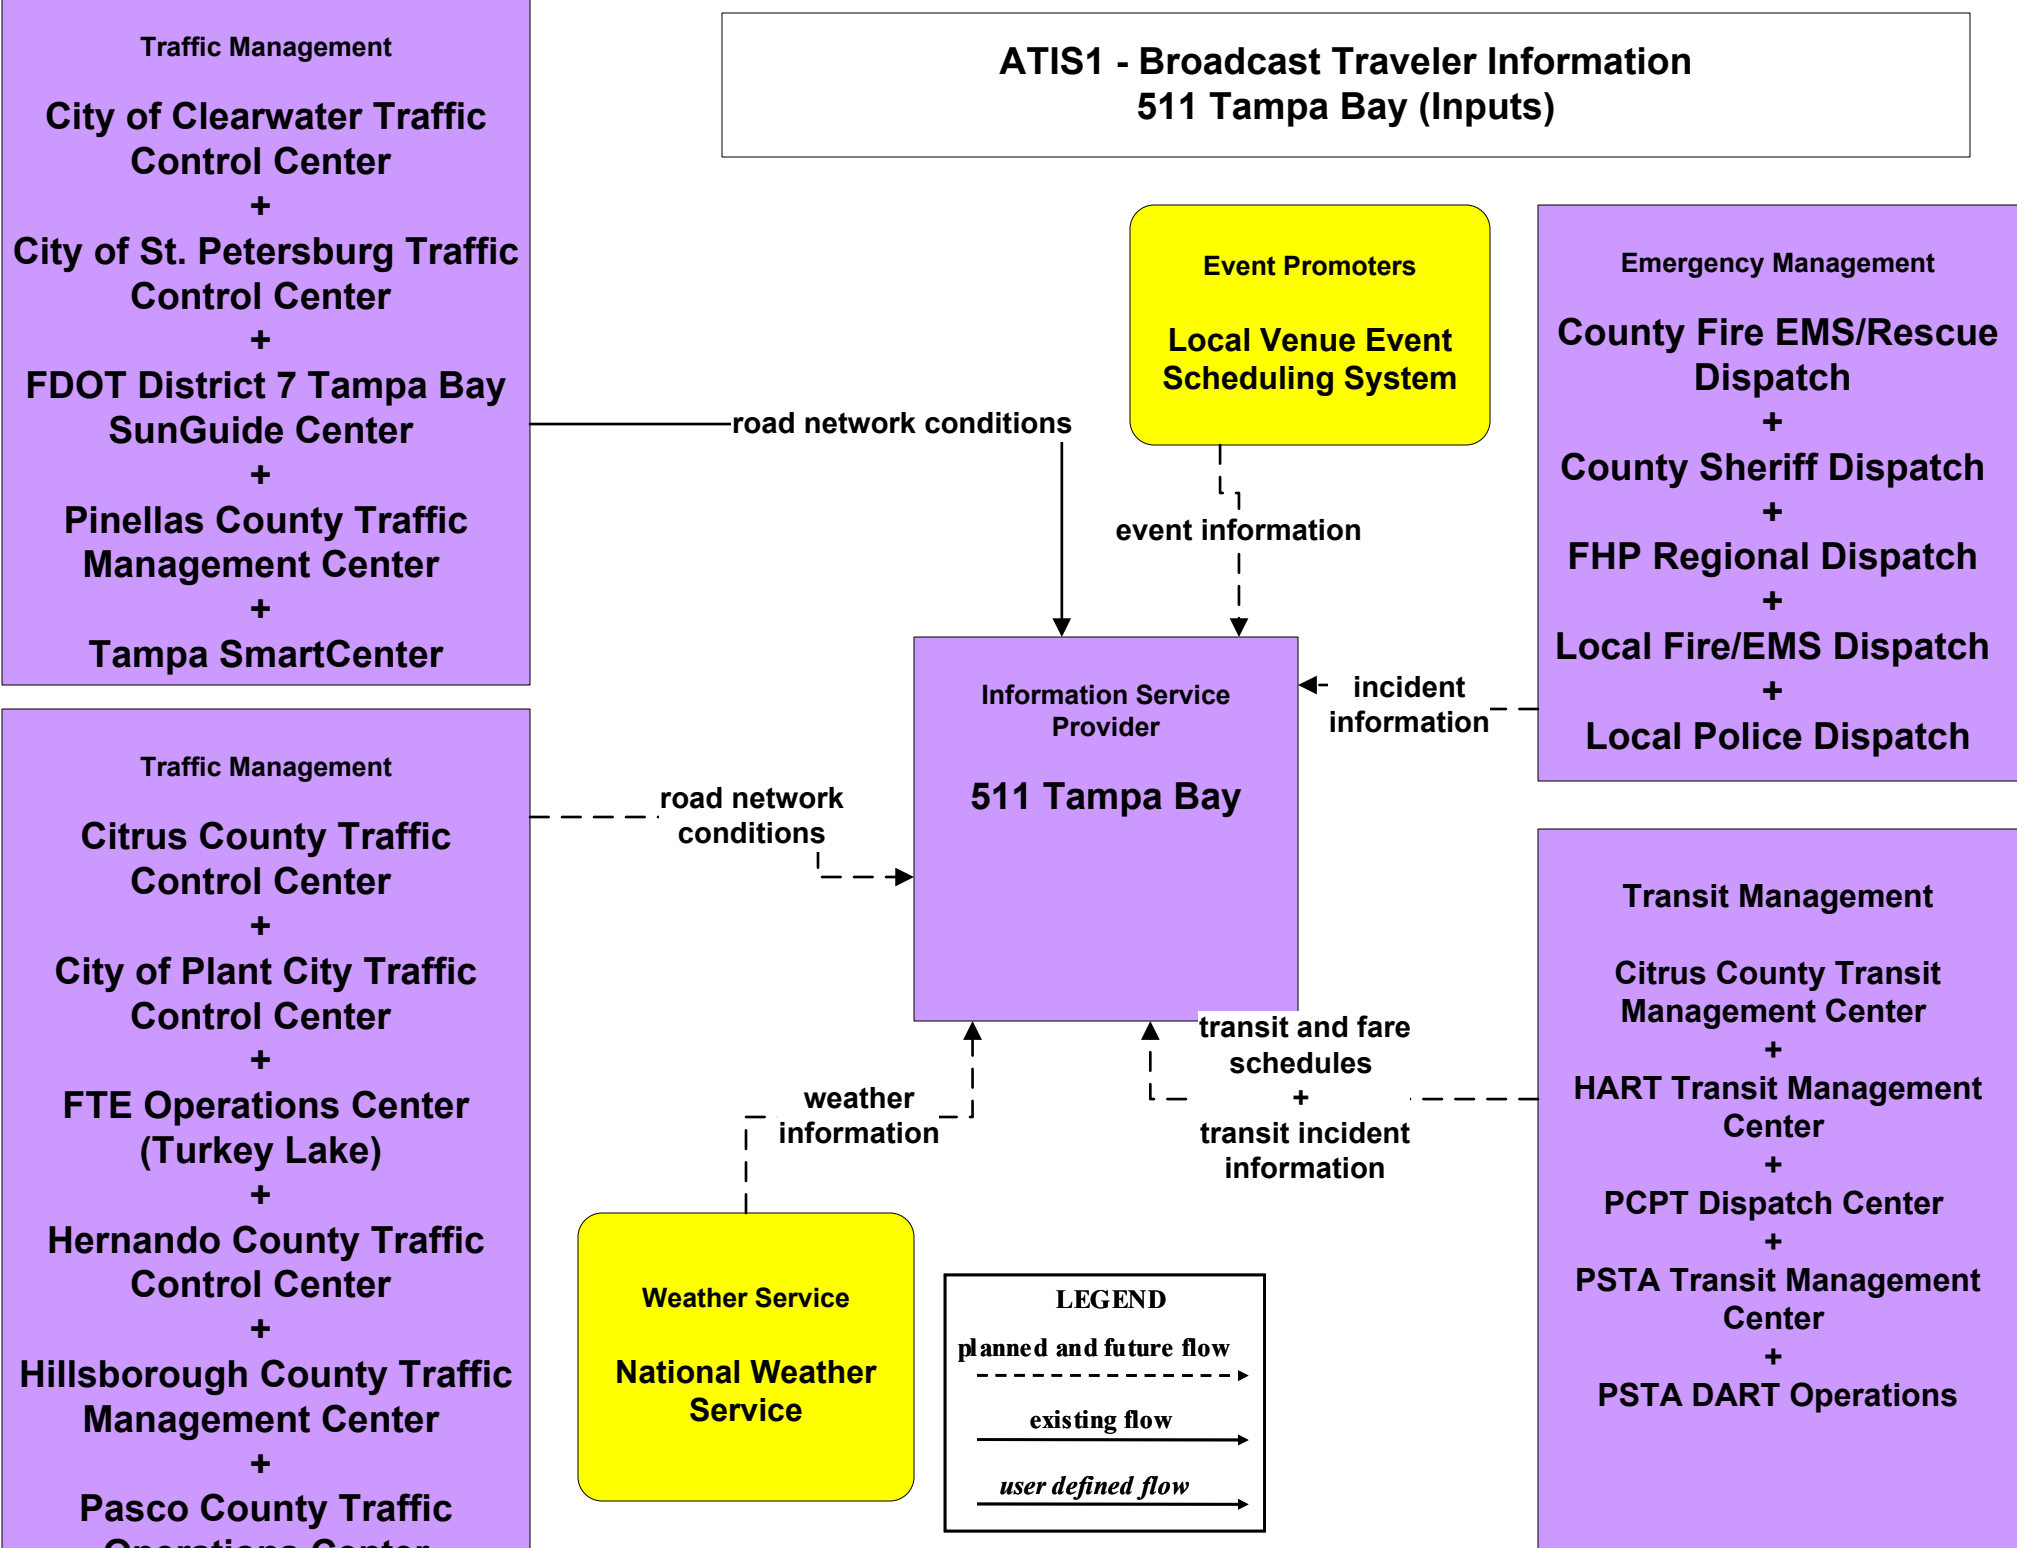 Traffic Management
City of Clearwater Traffic
Control Center
+
City of St. Petersburg Traffic
Control Center
+
FDOT District 7 Tampa Bay
SunGuide Center
+
Pinellas County Traffic
Management Center
+
Tampa SmartCenter
ATIS1 - Broadcast Traveler Information
511 Tampa Bay (Inputs)
Event Promoters
Local Venue Event
Scheduling System
Emergency Management
County Fire EMS/Rescue
Dispatch
+
County Sheriff Dispatch
+
FHP Regional Dispatch
+
Local Fire/EMS Dispatch
+
Local Police Dispatch
road network conditions
event information
incident
information
Information Service
Provider
511 Tampa Bay
Traffic Management
Citrus County Traffic
Control Center
+
City of Plant City Traffic
Control Center
+
FTE Operations Center
(Turkey Lake)
+
Hernando County Traffic
Control Center
+
Hillsborough County Traffic
Management Center
+
Pasco County Traffic
Operations Center
road network
conditions
weather
information
transit and fare
schedules
+
transit incident
information
Transit Management
Citrus County Transit
Management Center
+
HART Transit Management
Center
+
PCPT Dispatch Center
+
PSTA Transit Management
Center
+
PSTA DART Operations
Weather Service
National Weather
Service
LEGEND
planned and future flow
existing flow
user defined flow